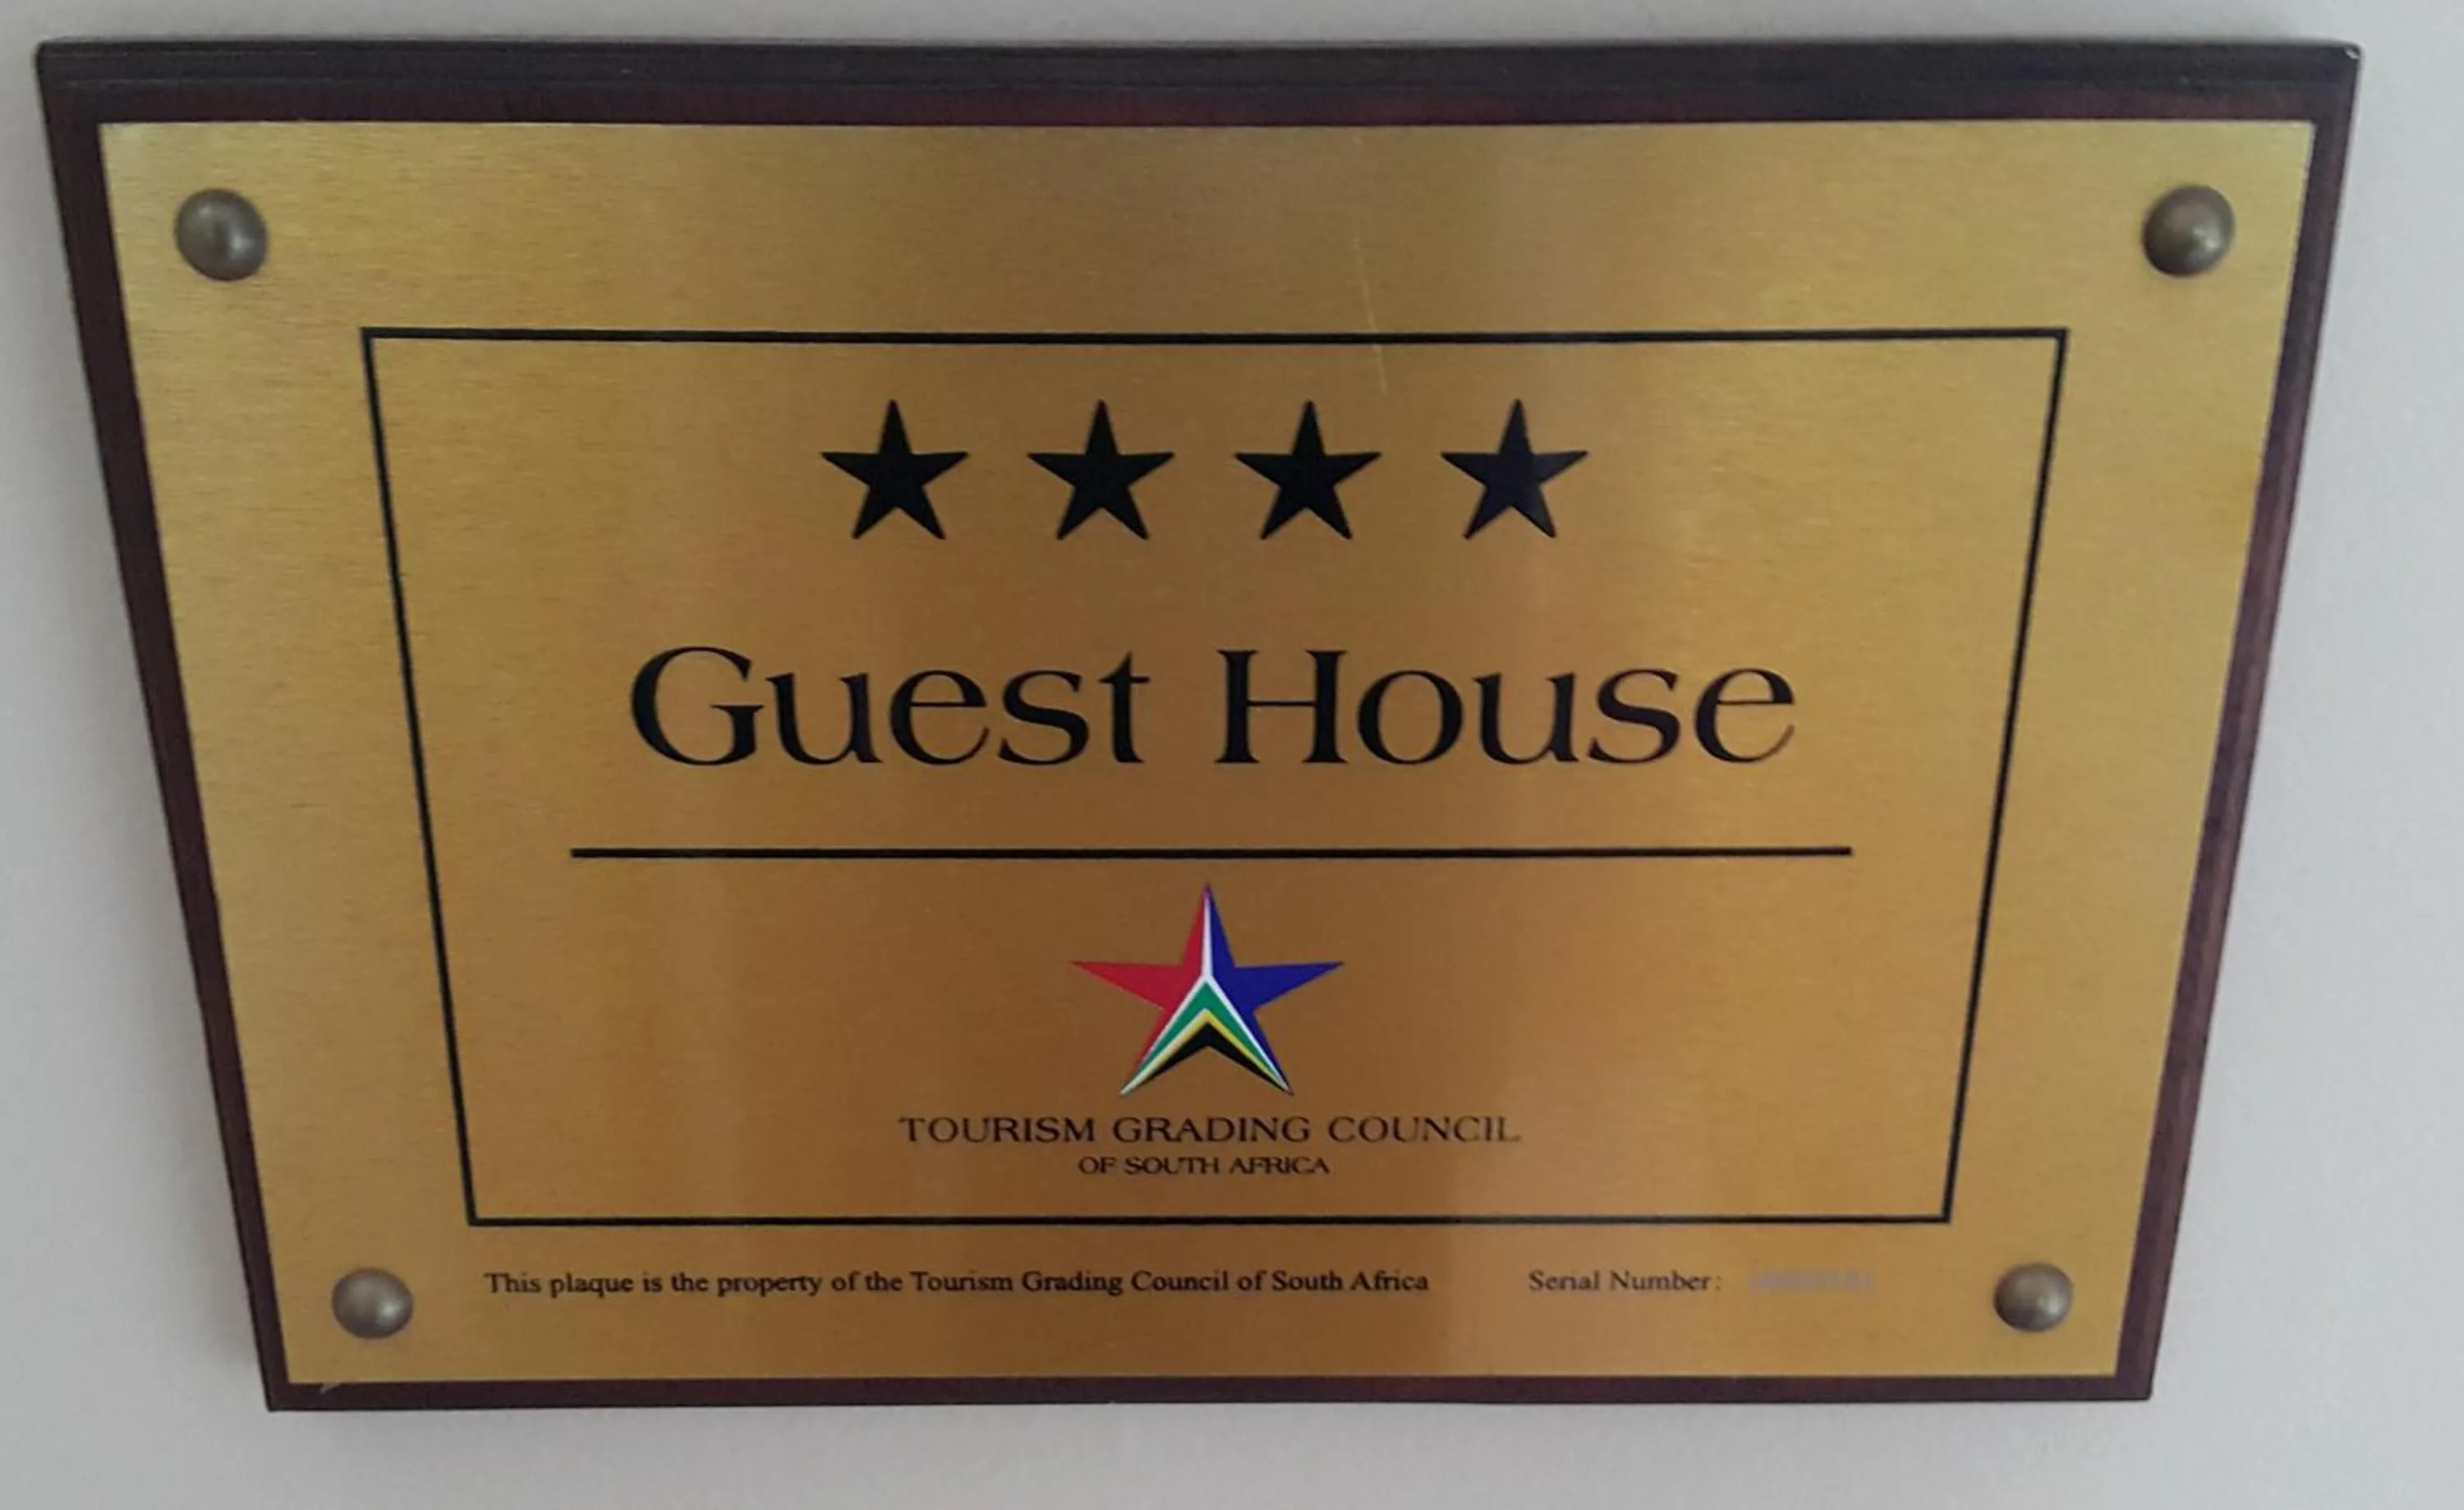 Guest House
TOURISM GRADING COUNCIL
OF SOUTH AFRICA
This plaque is the property of the Tourism Grading Council of South Africa Serial Number: